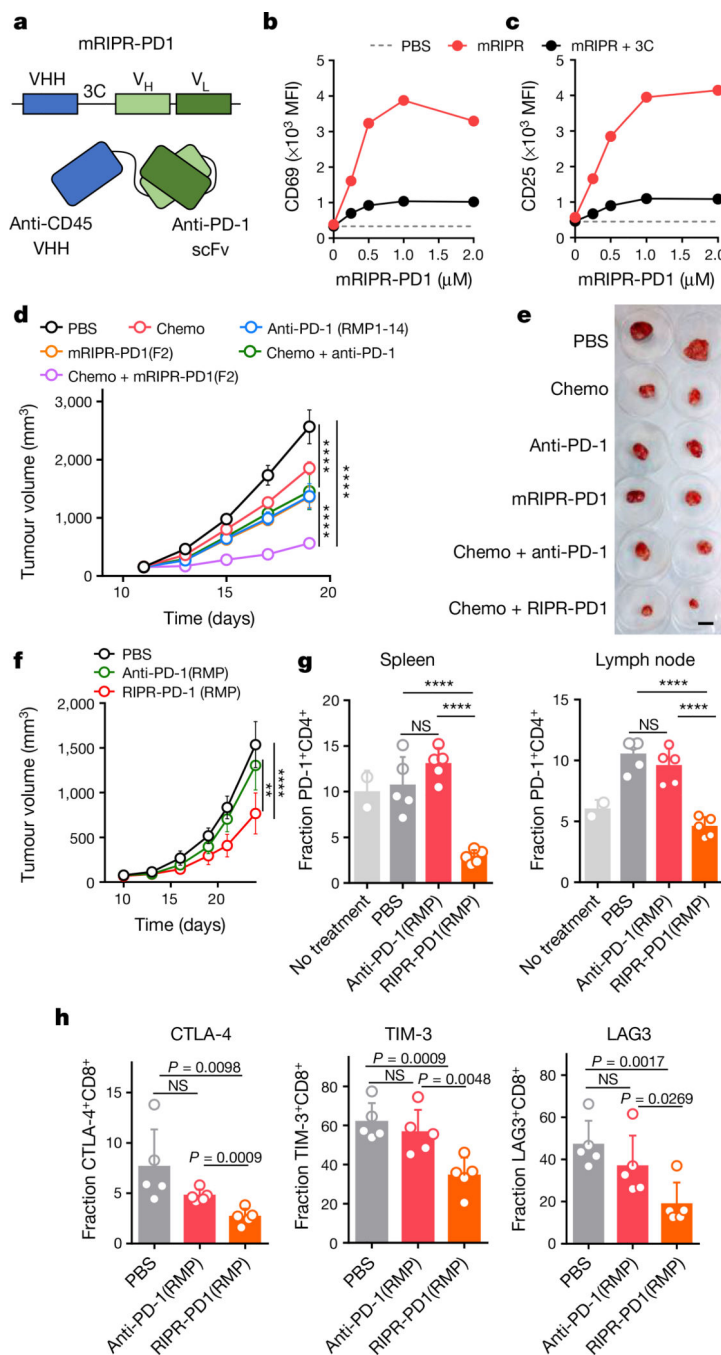 a
mRIPR-PD1
VHH
3C
VH
VL
Anti-CD45
VHH
Anti-PD-1
scFv
b
c
PBS mRIPR mRIPR + 3C
CD69 (×10³ MFI)
5
4
3
2
1
0
0 0.5 1.0 2.0
mRIPR-PD1 (μM)
CD25 (×10³ MFI)
5
4
3
2
1
0
0 0.5 1.0 2.0
mRIPR-PD1 (μM)
d
PBS Chemo Anti-PD-1 (RMP1-14)
mRIPR-PD1(F2) Chemo + anti-PD-1
Chemo + mRIPR-PD1(F2)
Tumour volume (mm³)
3,000
2,000
1,000
0
10 15 20
Time (days)
****
****
****
e
PBS
Chemo
Anti-PD-1
mRIPR-PD1
Chemo + anti-PD-1
Chemo + RIPR-PD1
f
PBS
Anti-PD-1(RMP)
RIPR-PD-1 (RMP)
Tumour volume (mm³)
2,000
1,500
1,000
500
0
10 15 20
Time (days)
**
****
g
Spleen
Fraction PD-1⁺CD4⁺
20
15
10
5
0
****
NS
****
No treatment
PBS
Anti-PD-1(RMP)
RIPR-PD1(RMP)
Lymph node
Fraction PD-1⁺CD4⁺
15
10
5
0
****
NS
****
No treatment
PBS
Anti-PD-1(RMP)
RIPR-PD1(RMP)
h
CTLA-4
Fraction CTLA-4⁺CD8⁺
15
10
5
0
P = 0.0098
NS
P = 0.0009
PBS
Anti-PD-1(RMP)
RIPR-PD1(RMP)
TIM-3
Fraction TIM-3⁺CD8⁺
80
60
40
20
0
P = 0.0009
NS
P = 0.0048
PBS
Anti-PD-1(RMP)
RIPR-PD1(RMP)
LAG3
Fraction LAG3⁺CD8⁺
80
60
40
20
0
P = 0.0017
NS
P = 0.0269
PBS
Anti-PD-1(RMP)
RIPR-PD1(RMP)